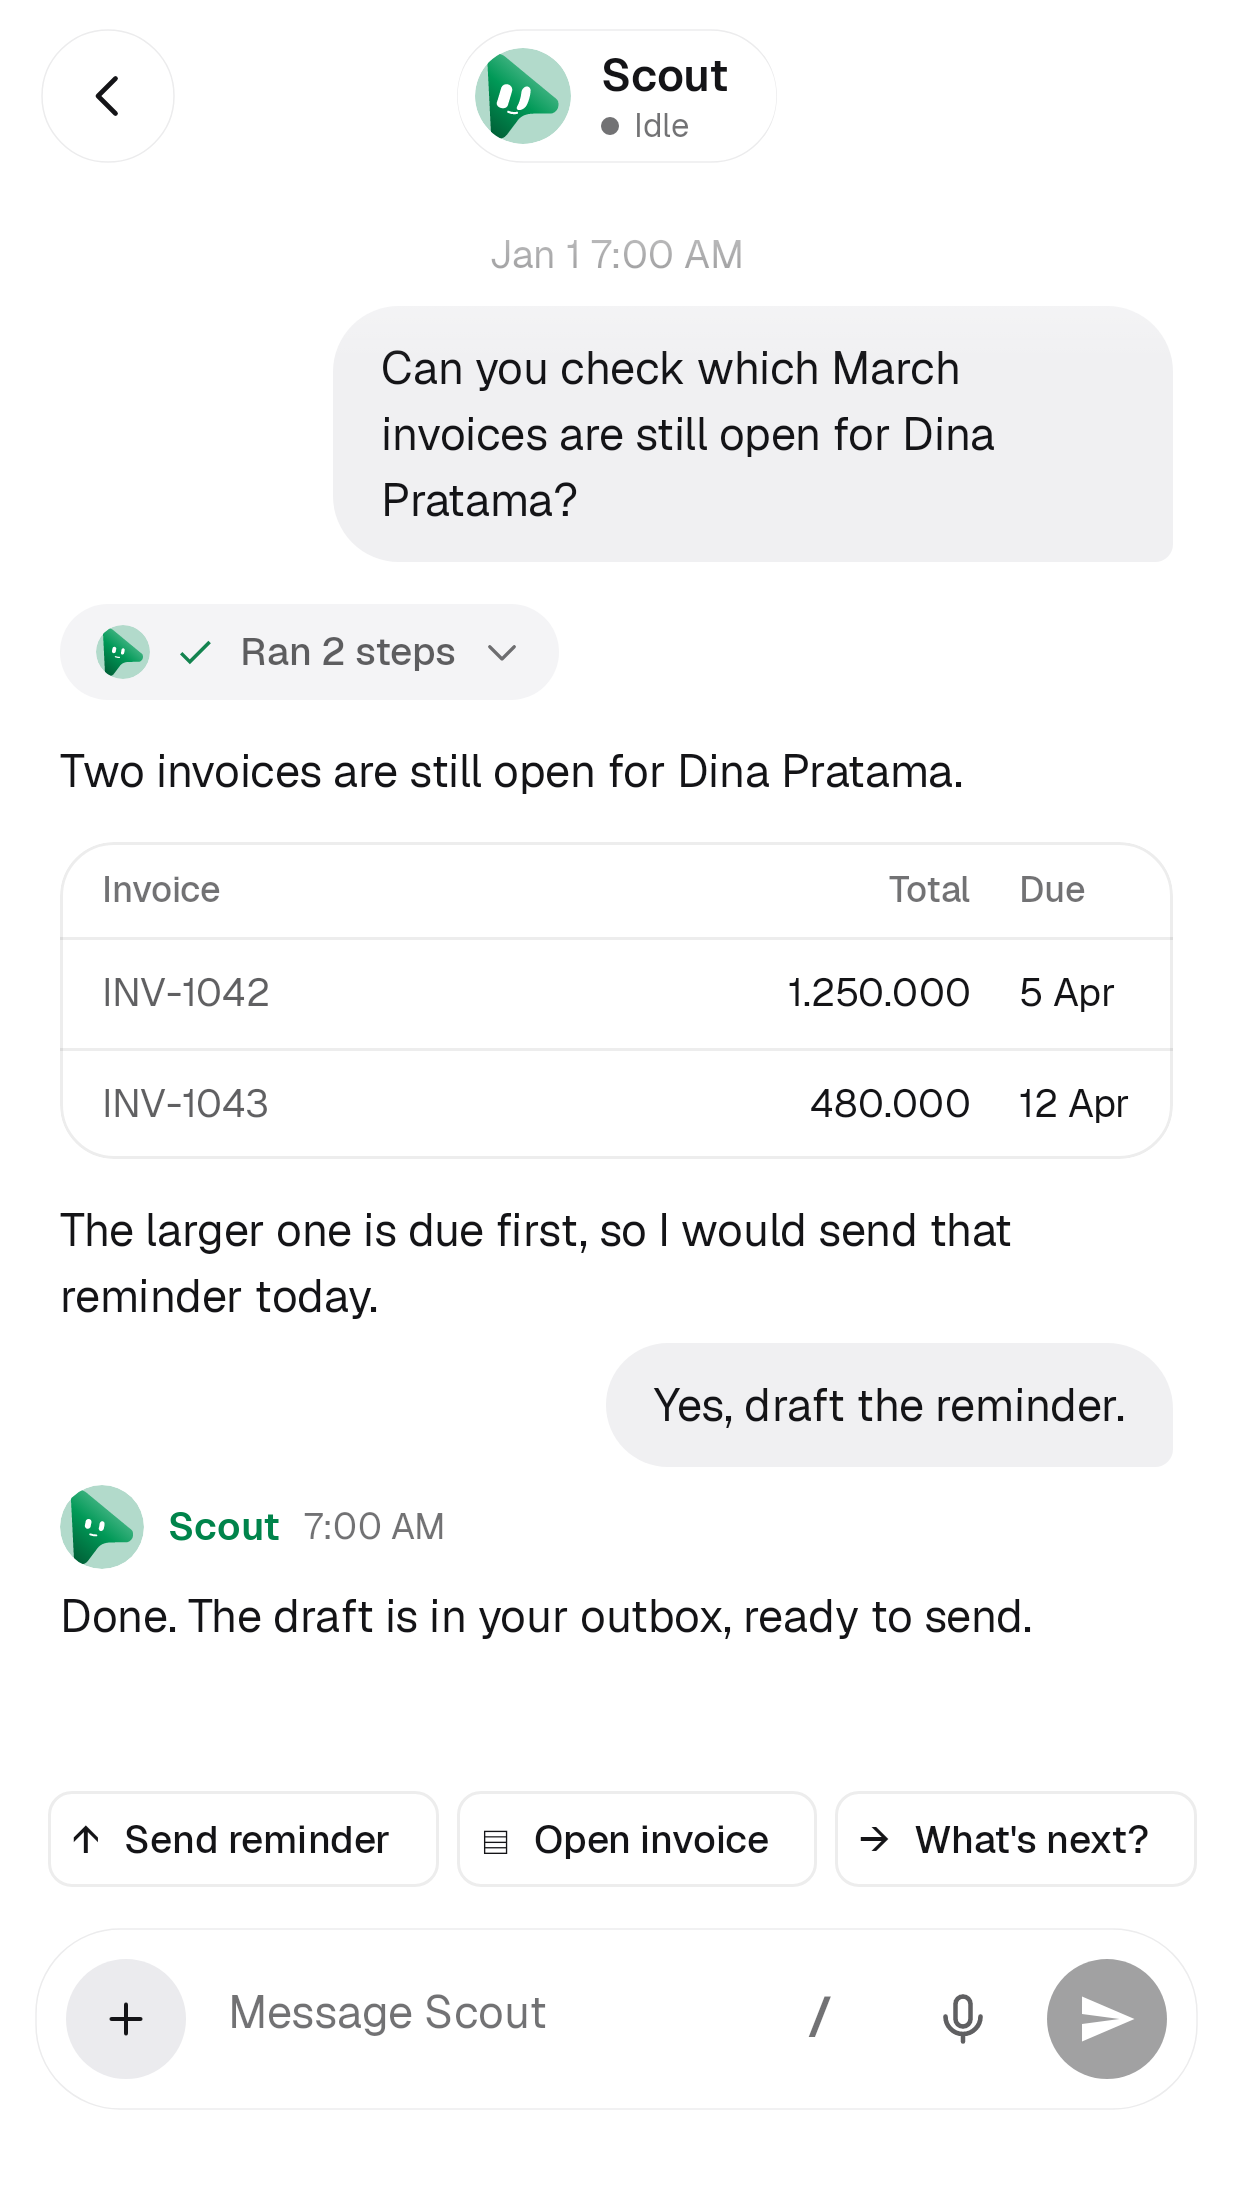 Scout
Idle
Jan 1 7:00 AM
Can you check which March
invoices are still open for Dina
Pratama?
Ran 2 steps
Two invoices are still open for Dina Pratama.
Invoice Total Due
INV-1042 1.250.000 5 Apr
INV-1043 480.000 12 Apr
The larger one is due first, so I would send that
reminder today.
Yes, draft the reminder.
Scout 7:00 AM
Done. The draft is in your outbox, ready to send.
Send reminder Open invoice What's next?
Message Scout /